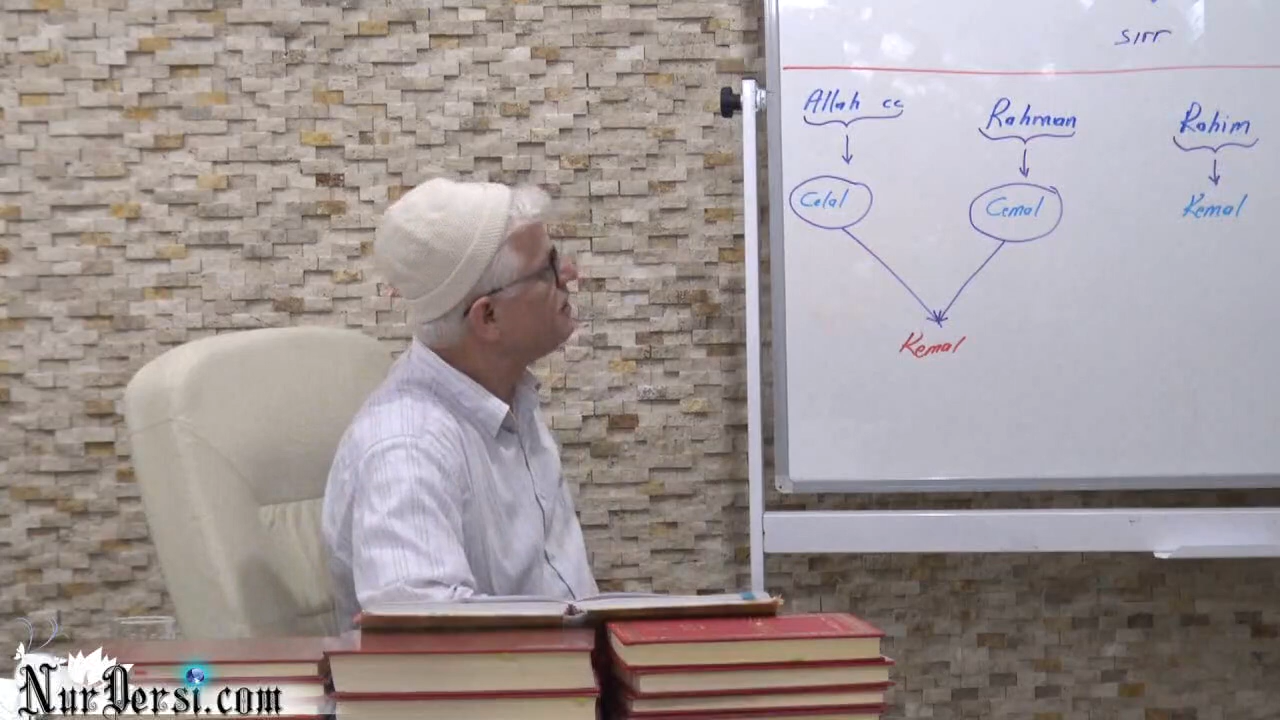 sırr
Allah cc Rahman Rahim
Celal Cemal Kemal
Kemal
NurDersi.com